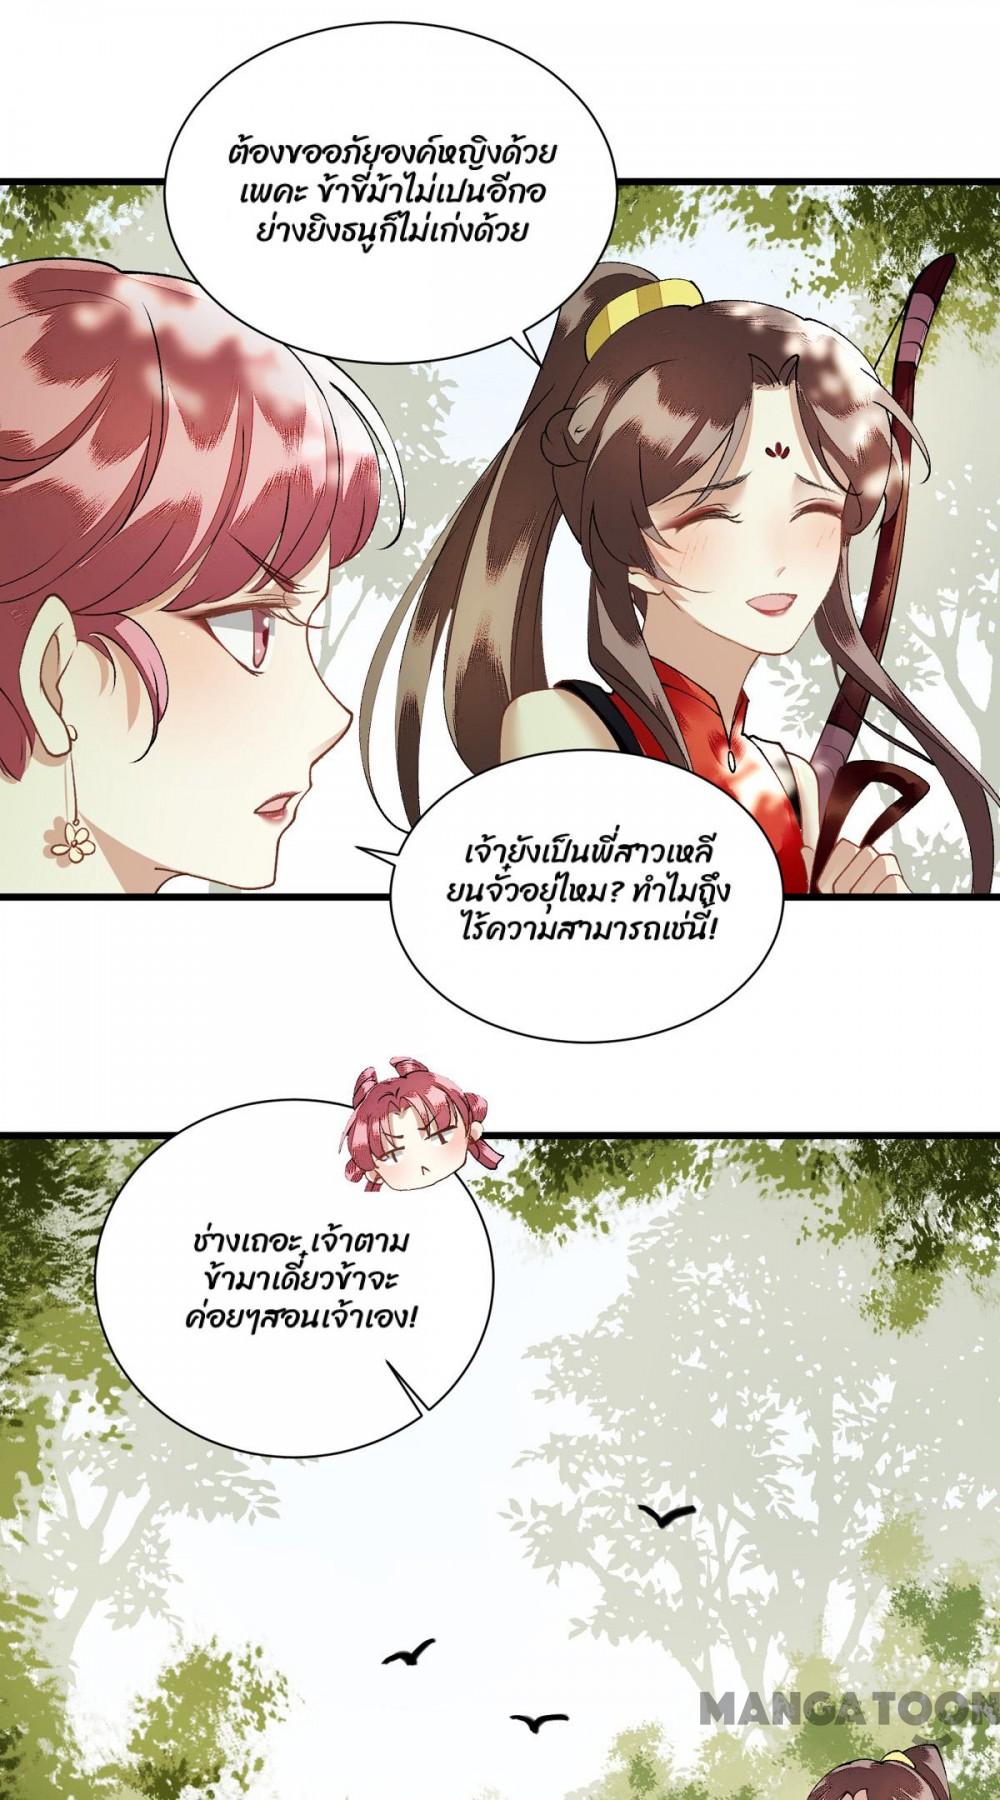 ต้องขออภัยองค์หญิงด้วย
เพคะ ข้าขี่ม้าไม่เปนอีกอ
ย่างยิงธนูก็ไม่เก่งด้วย
เจ้ายังเป็นพี่สาวเหลี
ยนจั๋วอยู่ไหม? ทำไมถึง
ไร้ความสามารถเช่นี้!
ช่างเถอะ เจ้าตาม
ข้ามาเดี๋ยวข้าจะ
ค่อยๆสอนเจ้าเอง!
MANGATOON